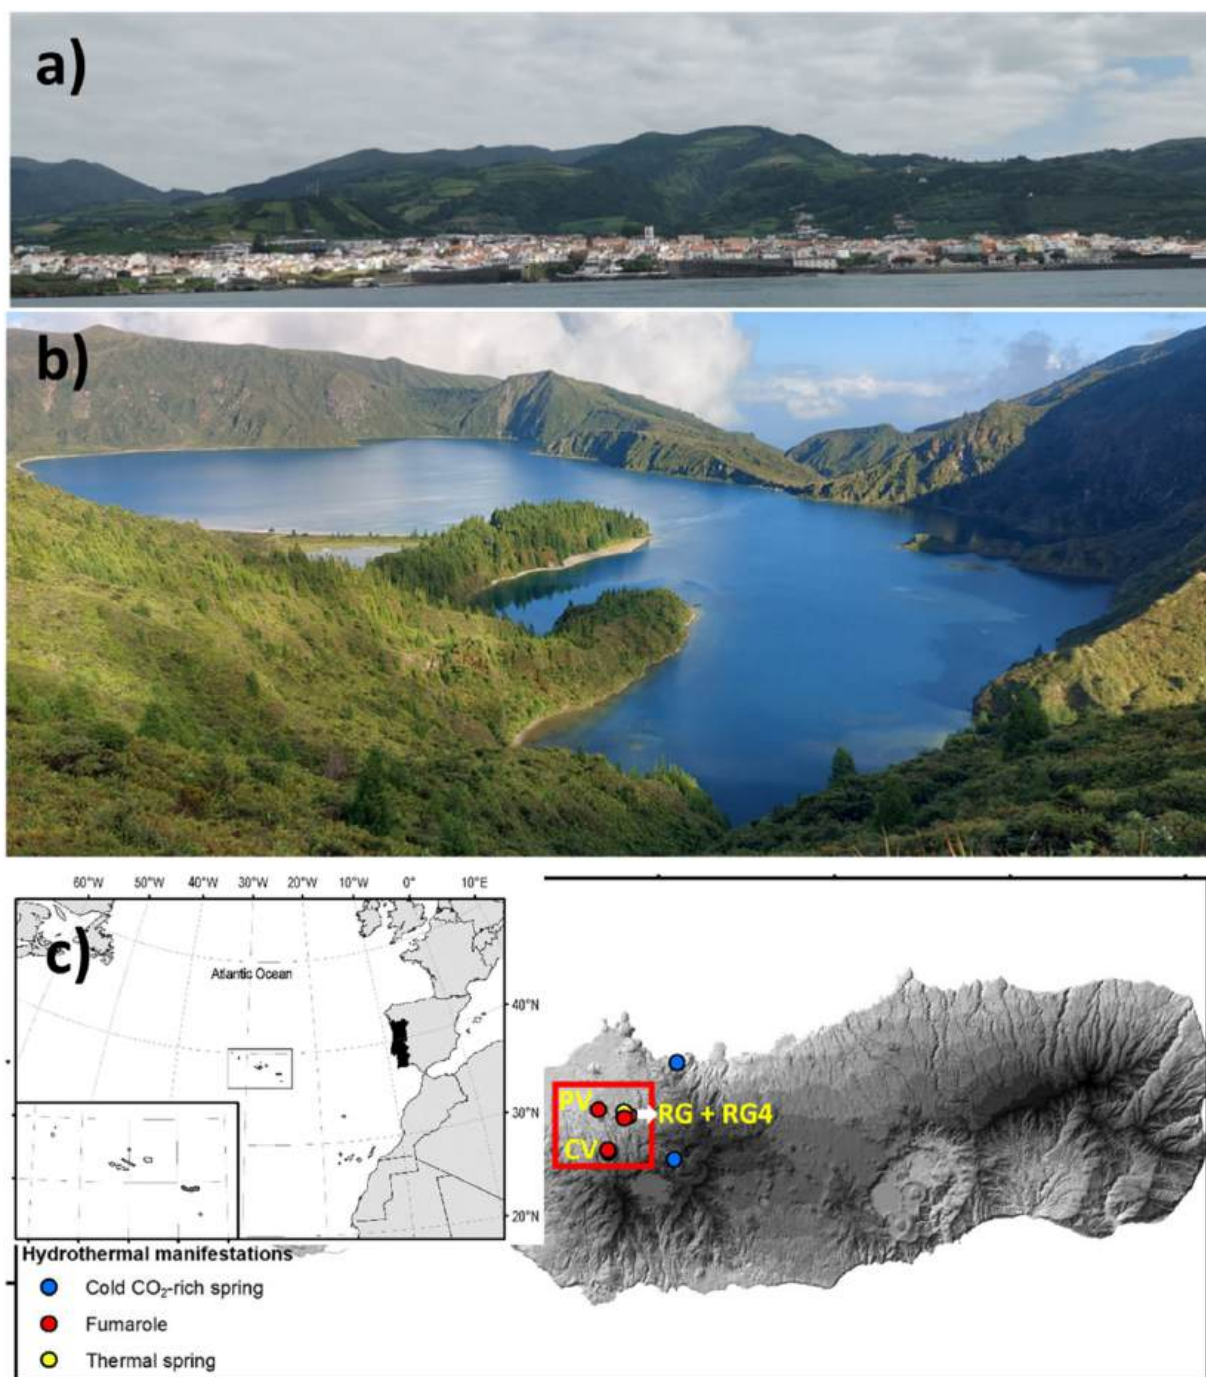 a)
b)
60°W 50°W 40°W 30°W 20°W 10°W 0° 10°E
c)
Atlantic Ocean
40°N
30°N
20°N
PV
RG + RG4
CV
Hydrothermal manifestations
Cold CO₂-rich spring
Fumarole
Thermal spring